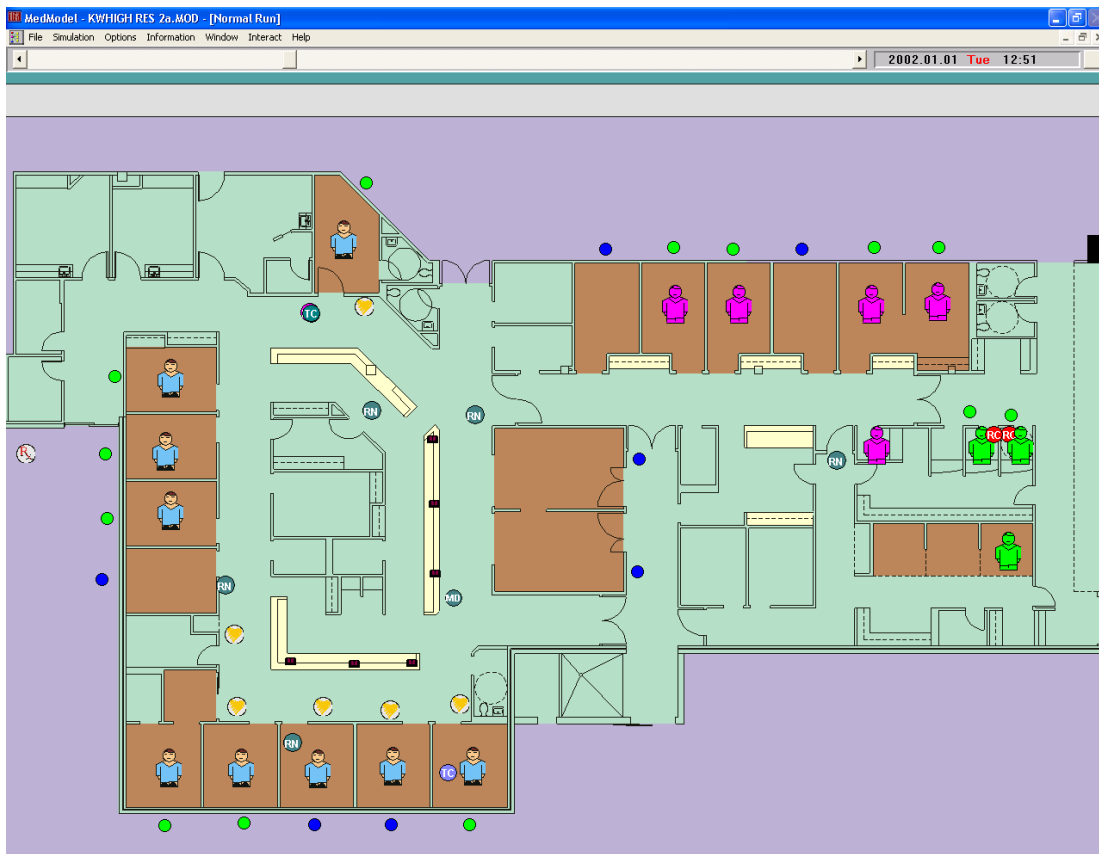 MedModel - KWHIGH RES 2a.MOD - [Normal Run]
File Simulation Options Information Window Interact Help
2002.01.01 Tue 12:51
TC
RN
RN
RC RC
RN
Rx
RN
MD
RN
TC